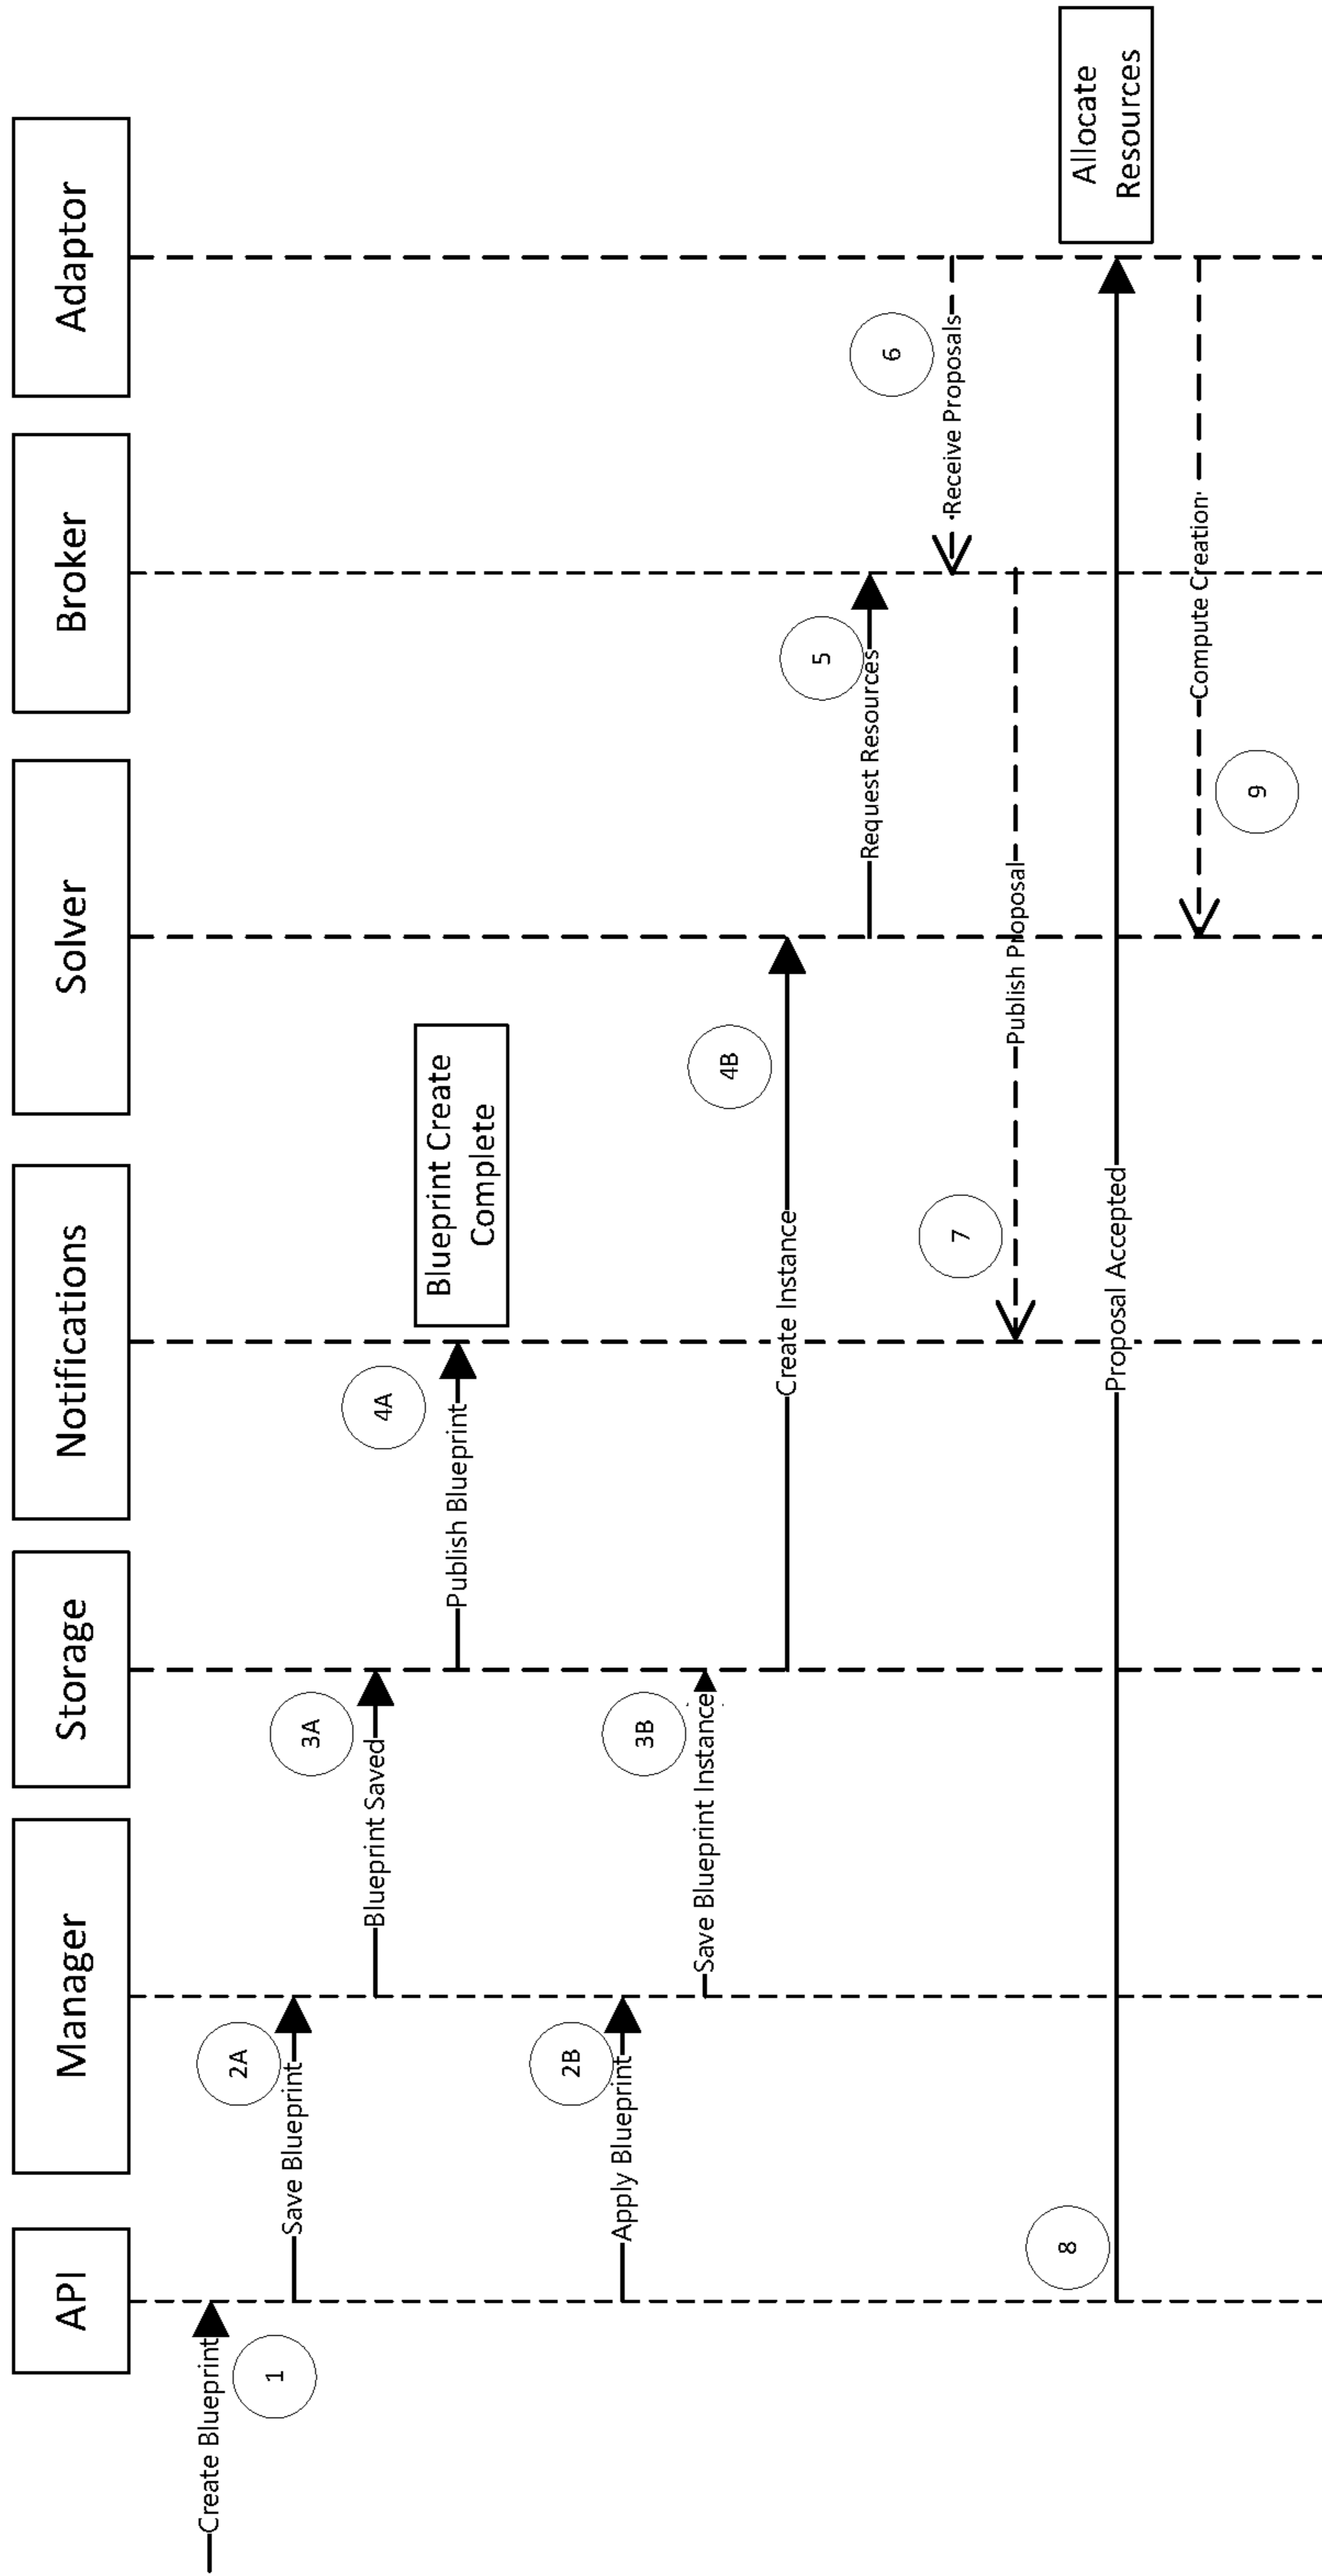 API
Manager
Storage
Notifications
Solver
Broker
Adaptor
Create Blueprint
1
2A
Save Blueprint
3A
Blueprint Saved
4A
Publish Blueprint
Blueprint Create
Complete
2B
Apply Blueprint
3B
Save Blueprint Instance
4B
Create Instance
5
Request Resources
6
Receive Proposals
7
Publish Proposal
8
Proposal Accepted
Allocate
Resources
Compute Creation
9